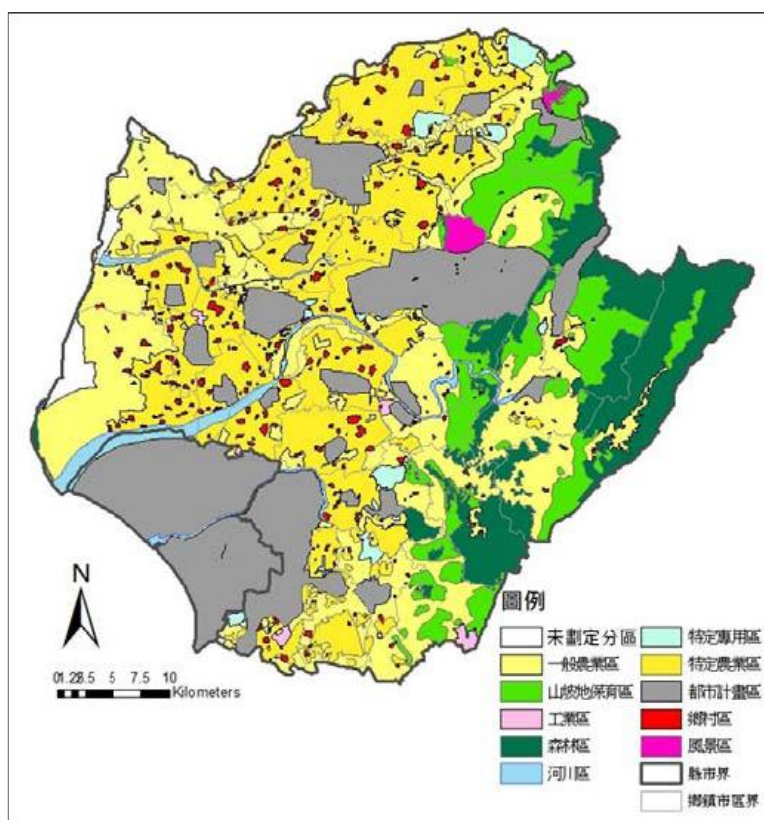 N
01.25 2.5 5 7.5 10
Kilometers
圖例
未劃定分區 特定專用區
一般農業區 特定農業區
山坡地保育區 都市計畫區
工業區 鄉村區
森林區 風景區
河川區 縣市界
鄉鎮市區界